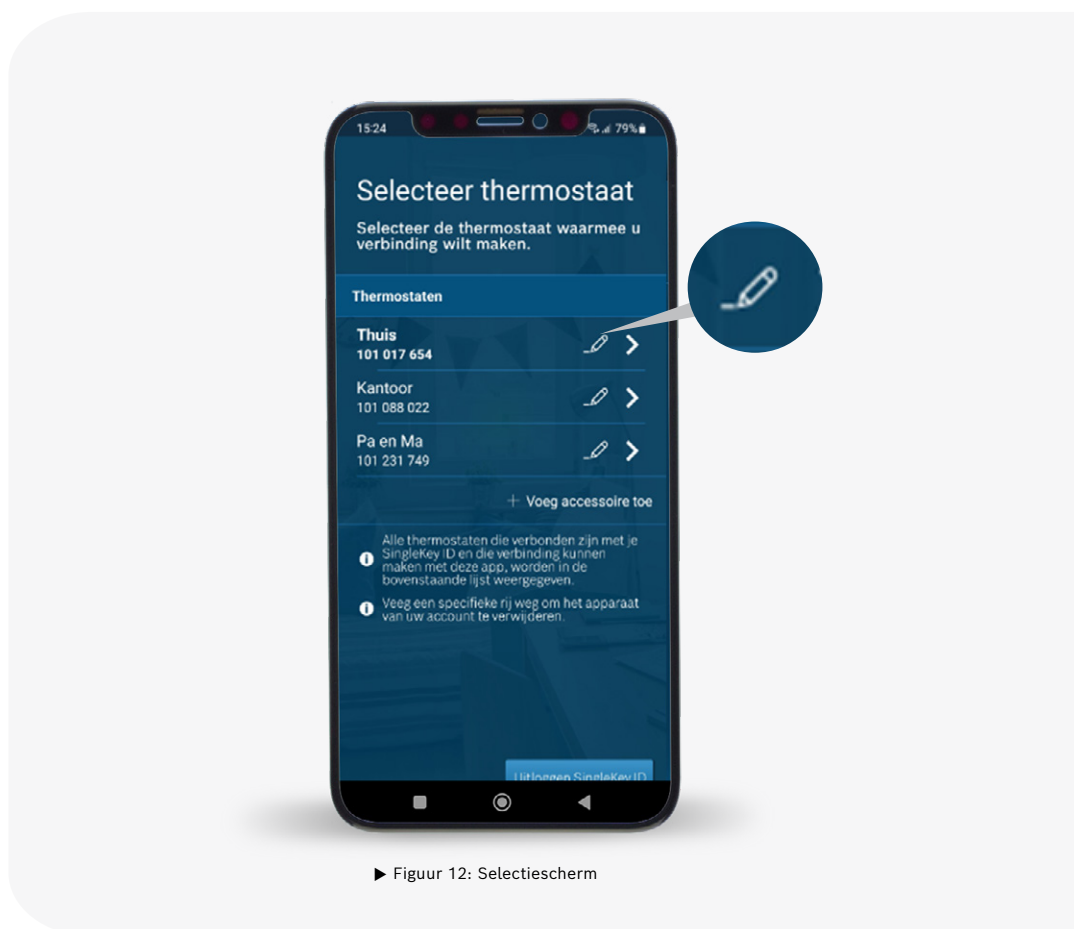 15:24
79%
Selecteer thermostaat
Selecteer de thermostaat waarmee u
verbinding wilt maken.
Thermostaten
Thuis
101 017 654
Kantoor
101 088 022
Pa en Ma
101 231 749
+ Voeg accessoire toe
Alle thermostaten die verbonden zijn met je
SingleKey ID en die verbinding kunnen
maken met deze app, worden in de
bovenstaande lijst weergegeven.
Veeg een specifieke rij weg om het apparaat
van uw account te verwijderen.
Uitloggen SingleKey ID
▶ Figuur 12: Selectiescherm